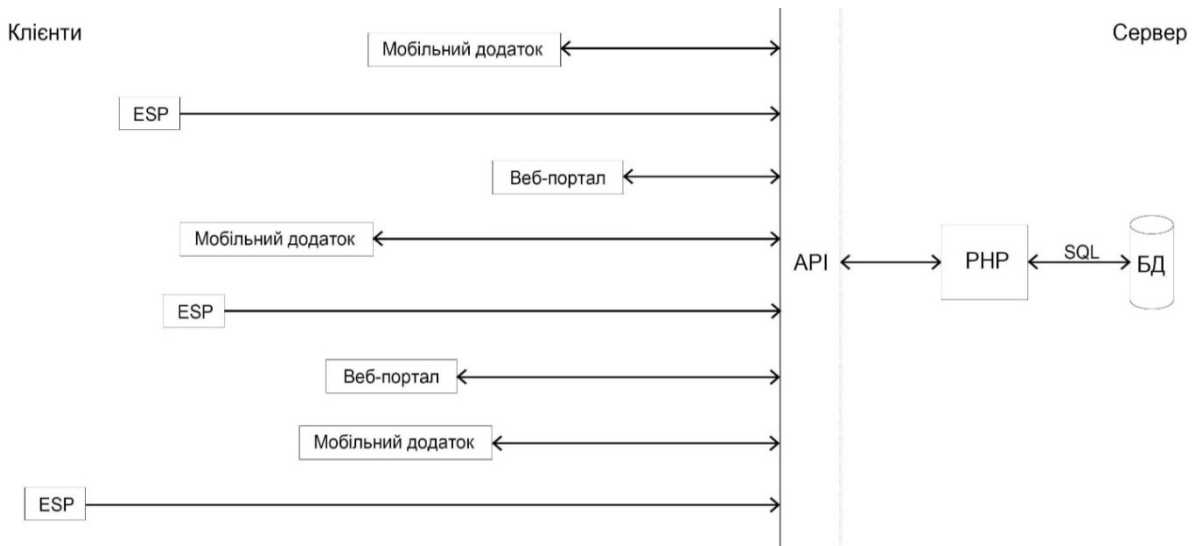 Клієнти
Сервер
Мобільний додаток
ESP
Веб-портал
Мобільний додаток
API
PHP
SQL
БД
ESP
Веб-портал
Мобільний додаток
ESP